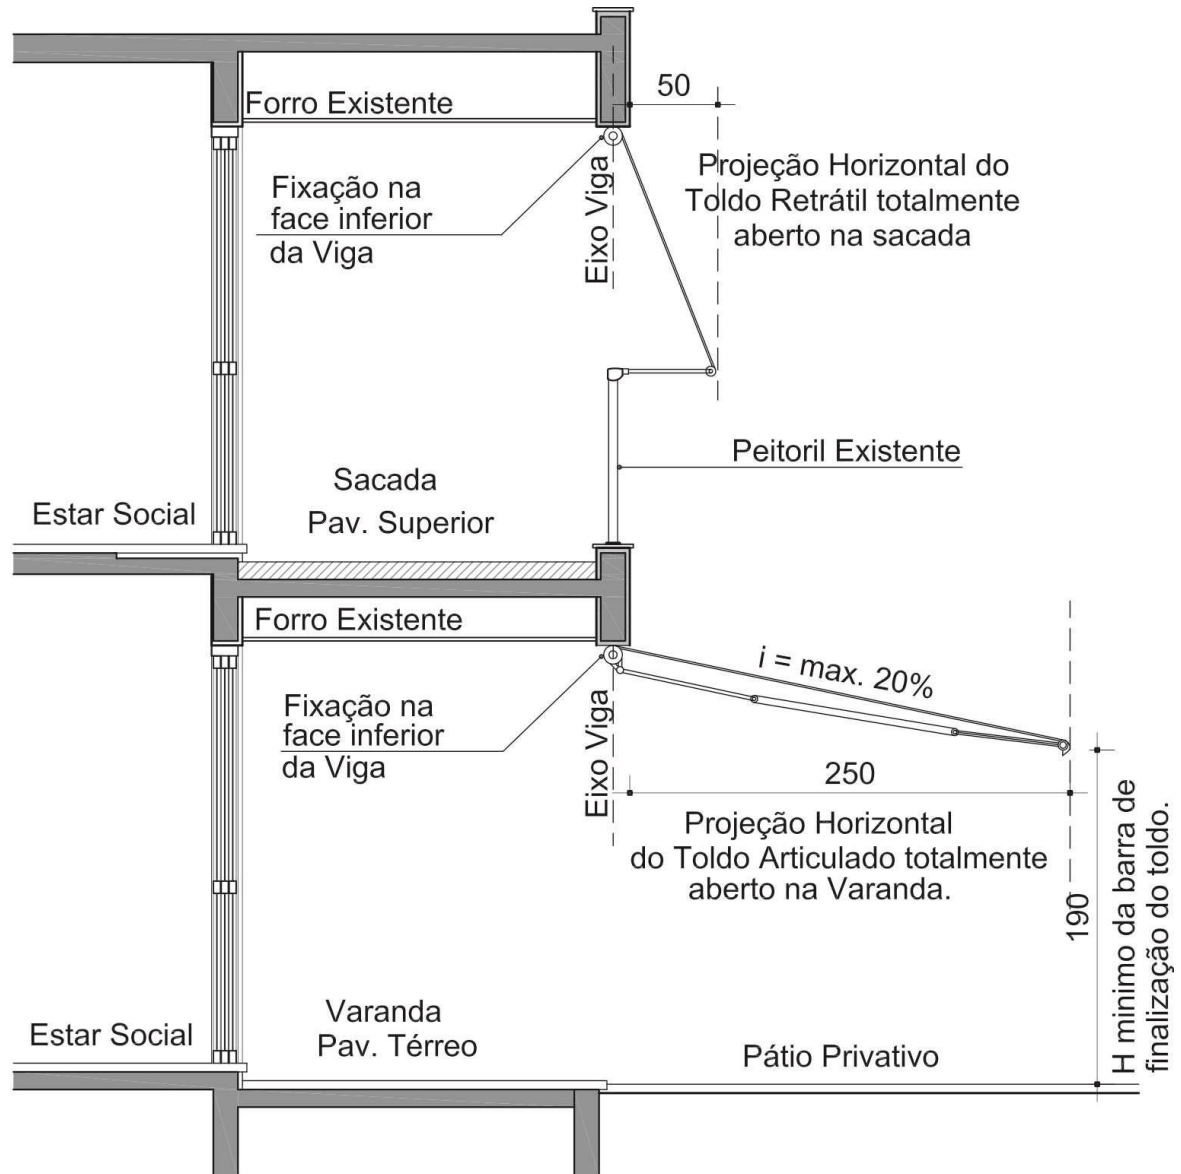 Forro Existente
50
Fixação na
face inferior
da Viga
Eixo Viga
Projeção Horizontal do
Toldo Retrátil totalmente
aberto na sacada
Peitoril Existente
Sacada
Pav. Superior
Estar Social
Forro Existente
i = max. 20%
Fixação na
face inferior
da Viga
Eixo Viga
250
Projeção Horizontal
do Toldo Articulado totalmente
aberto na Varanda.
190
H minimo da barra de
finalização do toldo.
Varanda
Pav. Térreo
Estar Social
Pátio Privativo